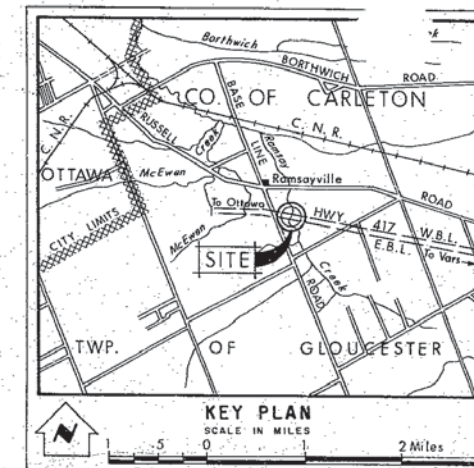 Borthwich
BORTHWICH ROAD
CO. OF CARLETON
C. N. R.
C. N. R.
RUSSELL ROAD
Creek
BASE LINE ROAD
Ramsay Creek
OTTAWA
McEwan
Ramsayville
To Ottawa
HWY. 417 W.B.L.
E.B.L.
To Vars
CITY LIMITS
McEwan
SITE
TWP. OF GLOUCESTER
KEY PLAN
SCALE IN MILES
N
1 .5 0 1 2 Miles